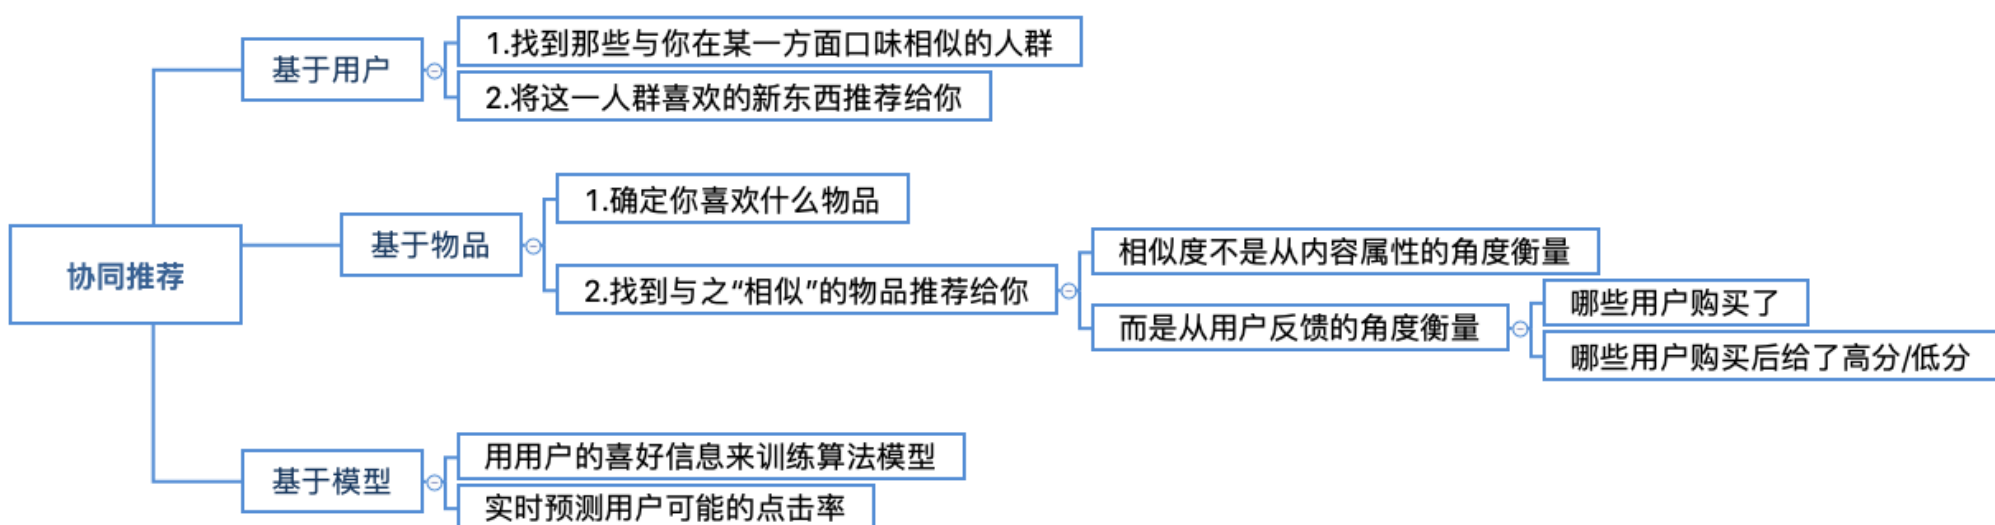 基于用户
1.找到那些与你在某一方面口味相似的人群
2.将这一人群喜欢的新东西推荐给你
协同推荐
基于物品
1.确定你喜欢什么物品
2.找到与之“相似”的物品推荐给你
相似度不是从内容属性的角度衡量
而是从用户反馈的角度衡量
哪些用户购买了
哪些用户购买后给了高分/低分
基于模型
用用户的喜好信息来训练算法模型
实时预测用户可能的点击率